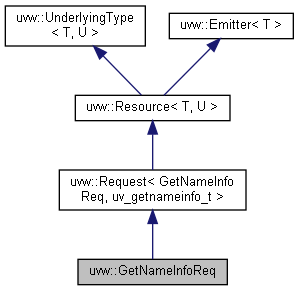 uvw::UnderlyingType
< T, U >
uvw::Emitter< T >
uvw::Resource< T, U >
uvw::Request< GetNameInfo
Req, uv_getnameinfo_t >
uvw::GetNameInfoReq